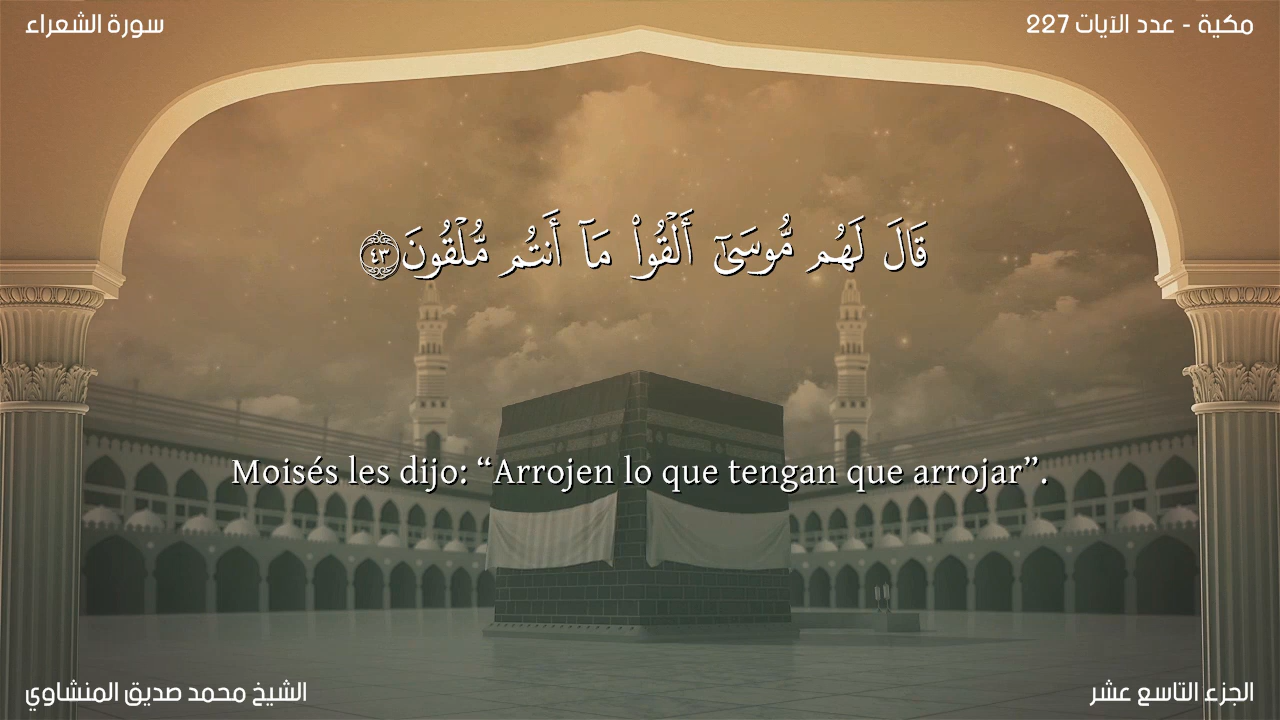 مكية - عدد الآيات 227
سورة الشعراء
قَالَ لَهُم مُّوسَىٰٓ أَلْقُوا۟ مَآ أَنتُم مُّلْقُونَ ٤٣
Moisés les dijo: “Arrojen lo que tengan que arrojar”.
الجزء التاسع عشر
الشيخ محمد صديق المنشاوي